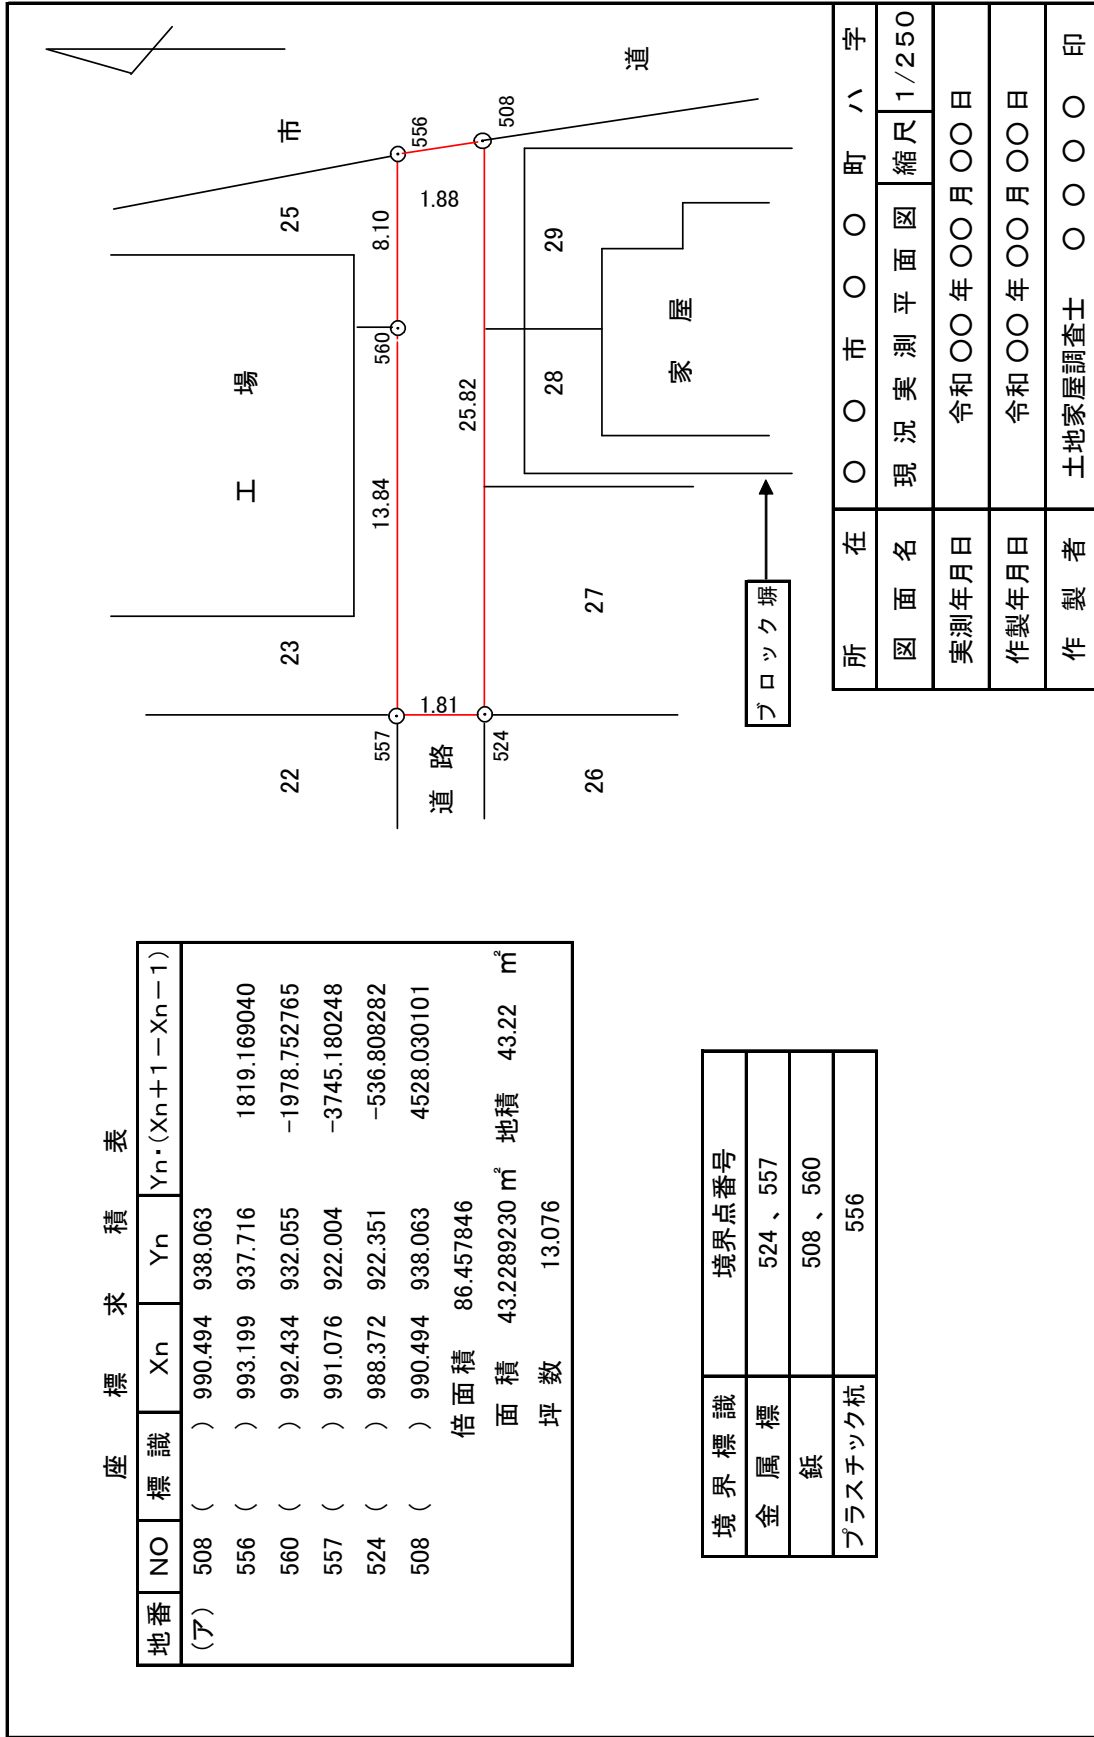 座標求積表
地番 NO 標識 Xn Yn Yn・(Xn+1-Xn-1)
(ア) 508 ( ) 990.494 938.063
556 ( ) 993.199 937.716 1819.169040
560 ( ) 992.434 932.055 -1978.752765
557 ( ) 991.076 922.004 -3745.180248
524 ( ) 988.372 922.351 -536.808282
508 ( ) 990.494 938.063 4528.030101
倍面積 86.457846
面積 43.2289230㎡ 地積 43.22 ㎡
坪数 13.076
境界標識 境界点番号
金属標 524、557
鋲 508、560
プラスチック杭 556
22
23
工場
25
市
道
557
13.84
560
8.10
556
道路
1.81
1.88
524
25.82
508
26
27
28
29
家屋
ブロック塀
所在 〇〇市〇〇町ハ字
図面名 現況実測平面図 縮尺 1/250
実測年月日 令和〇〇年〇〇月〇〇日
作製年月日 令和〇〇年〇〇月〇〇日
作製者 土地家屋調査士 〇〇〇〇 印